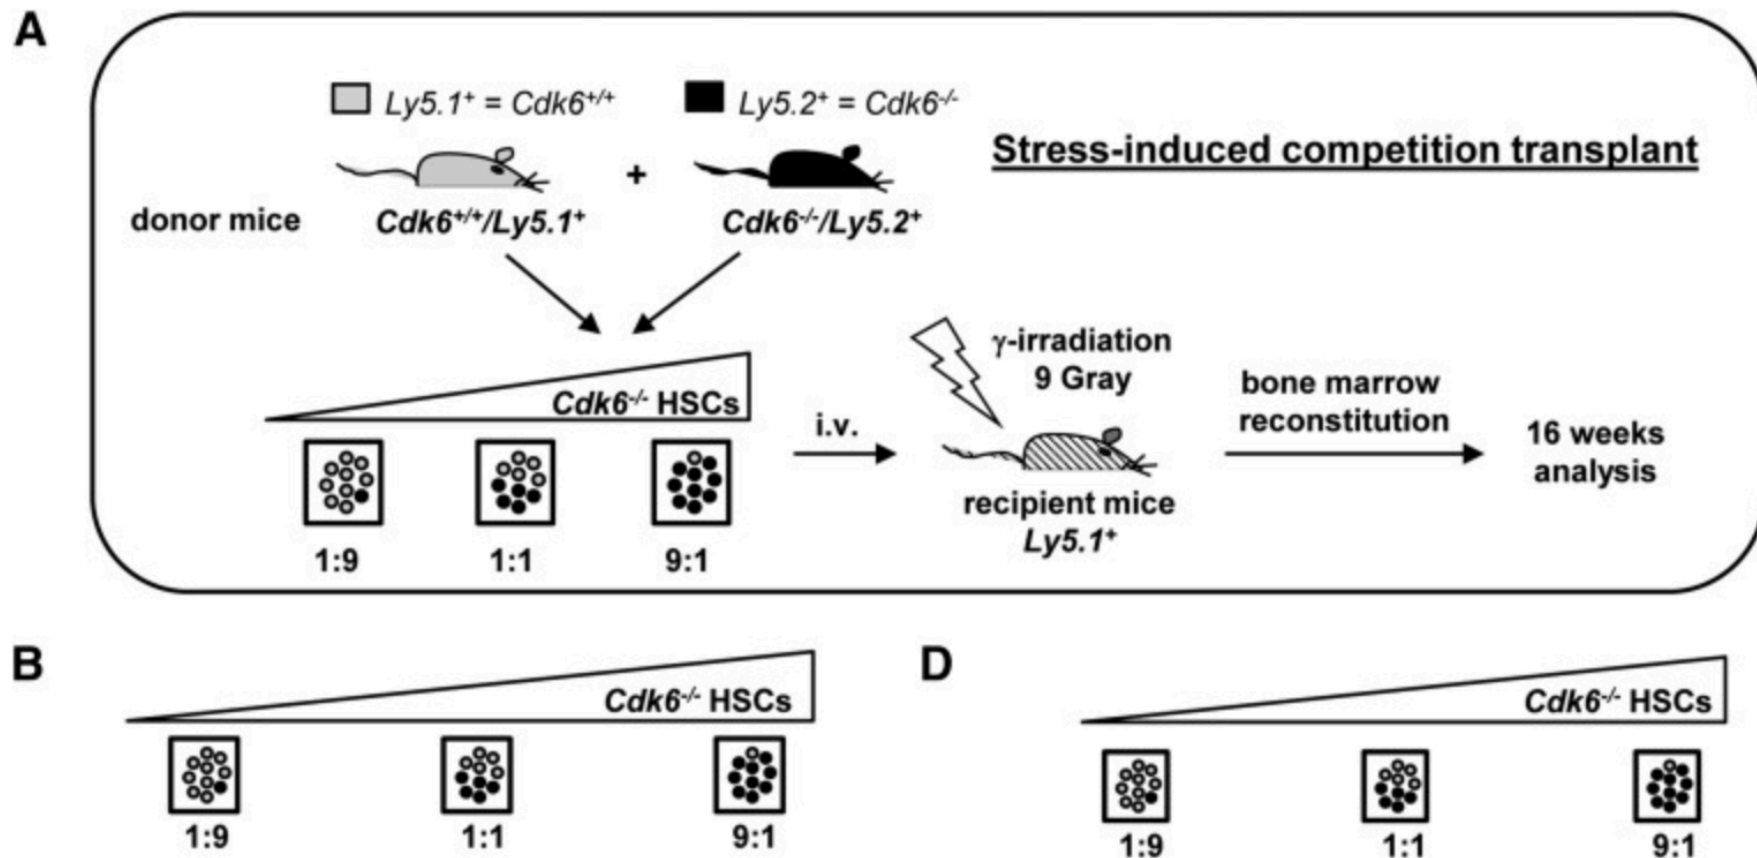 A
Ly5.1⁺ = Cdk6⁺/⁺
Ly5.2⁺ = Cdk6⁻/⁻
Stress-induced competition transplant
+
donor mice
Cdk6⁺/⁺/Ly5.1⁺
Cdk6⁻/⁻/Ly5.2⁺
Cdk6⁻/⁻ HSCs
1:9
1:1
9:1
i.v.
γ-irradiation
9 Gray
recipient mice
Ly5.1⁺
bone marrow
reconstitution
16 weeks
analysis
B
Cdk6⁻/⁻ HSCs
1:9
1:1
9:1
D
Cdk6⁻/⁻ HSCs
1:9
1:1
9:1